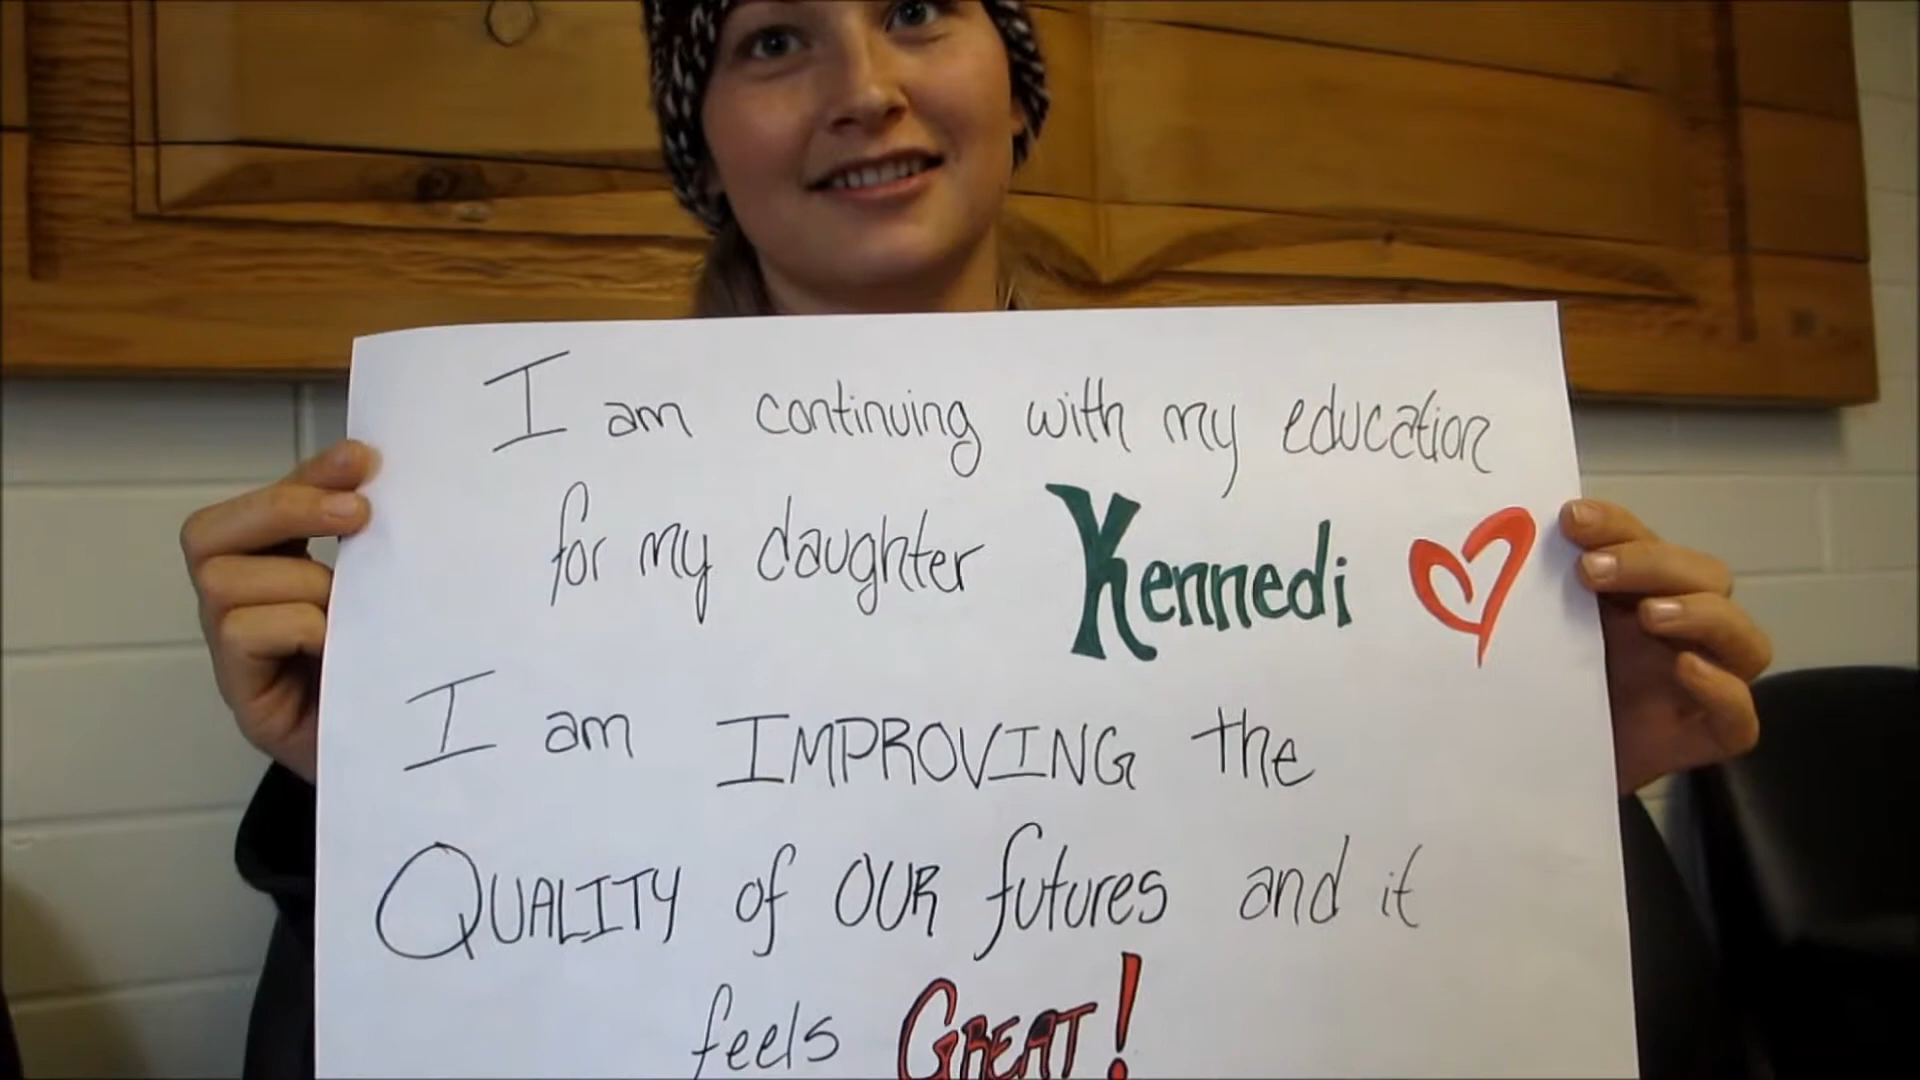 I am continuing with my education
for my daughter Kennedi
I am IMPROVING the
QUALITY of OUR futures and it
feels GREAT!